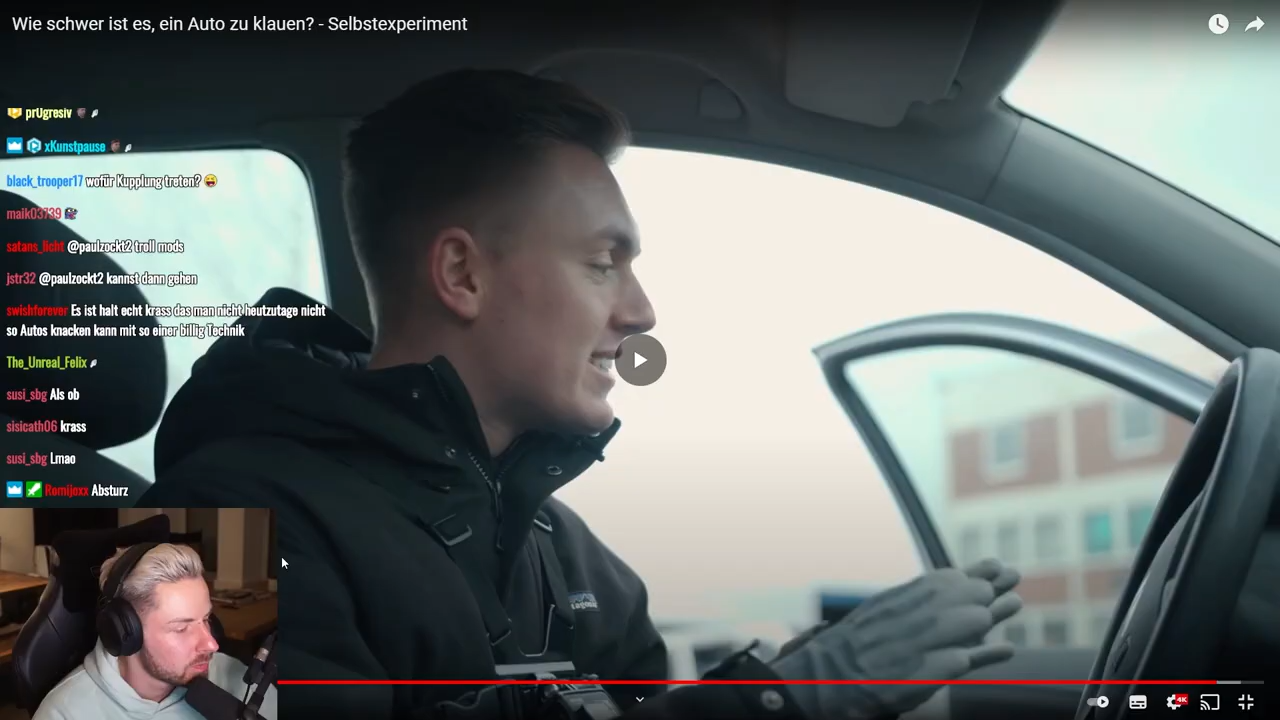 Wie schwer ist es, ein Auto zu klauen? - Selbstexperiment
prUgresiv
xKunstpause
black_trooper17 wofür Kupplung treten?
maik03739
satans_licht @paulzockt2 troll mods
jstr32 @paulzockt2 kannst dann gehen
swishforever Es ist halt echt krass das man nicht heutzutage nicht
so Autos knacken kann mit so einer billig Technik
The_Unreal_Felix
susi_sbg Als ob
sisicath06 krass
susi_sbg Lmao
Romijoxx Absturz
4K